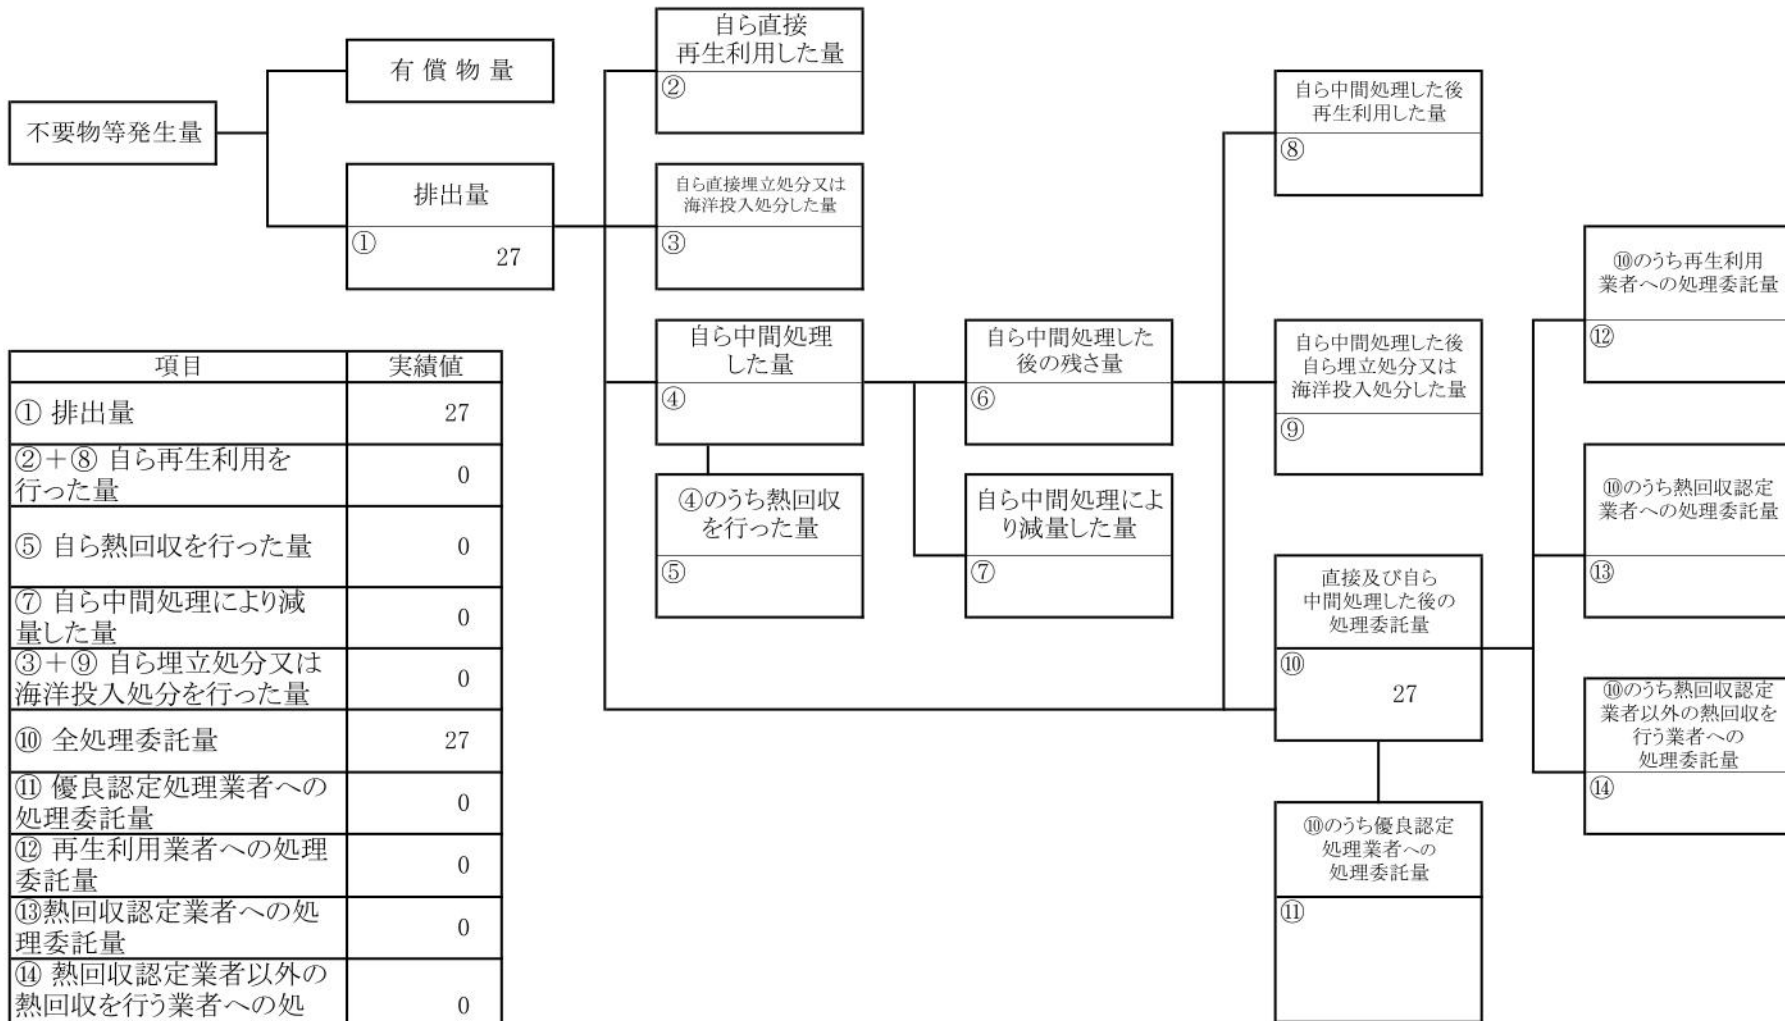 不要物等発生量
有償物量
排出量
①
27
自ら直接
再生利用した量
②
自ら直接埋立処分又は
海洋投入処分した量
③
自ら中間処理
した量
④
④のうち熱回収
を行った量
⑤
自ら中間処理した
後の残さ量
⑥
自ら中間処理によ
り減量した量
⑦
自ら中間処理した後
再生利用した量
⑧
自ら中間処理した後
自ら埋立処分又は
海洋投入処分した量
⑨
直接及び自ら
中間処理した後の
処理委託量
⑩
27
⑩のうち優良認定
処理業者への
処理委託量
⑪
⑩のうち再生利用
業者への処理委託量
⑫
⑩のうち熱回収認定
業者への処理委託量
⑬
⑩のうち熱回収認定
業者以外の熱回収を
行う業者への
処理委託量
⑭
項目 実績値
① 排出量 27
②+⑧ 自ら再生利用を
行った量 0
⑤ 自ら熱回収を行った量 0
⑦ 自ら中間処理により減
量した量 0
③+⑨ 自ら埋立処分又は
海洋投入処分を行った量 0
⑩ 全処理委託量 27
⑪ 優良認定処理業者への
処理委託量 0
⑫ 再生利用業者への処理
委託量 0
⑬熱回収認定業者への処
理委託量 0
⑭ 熱回収認定業者以外の
熱回収を行う業者への処 0